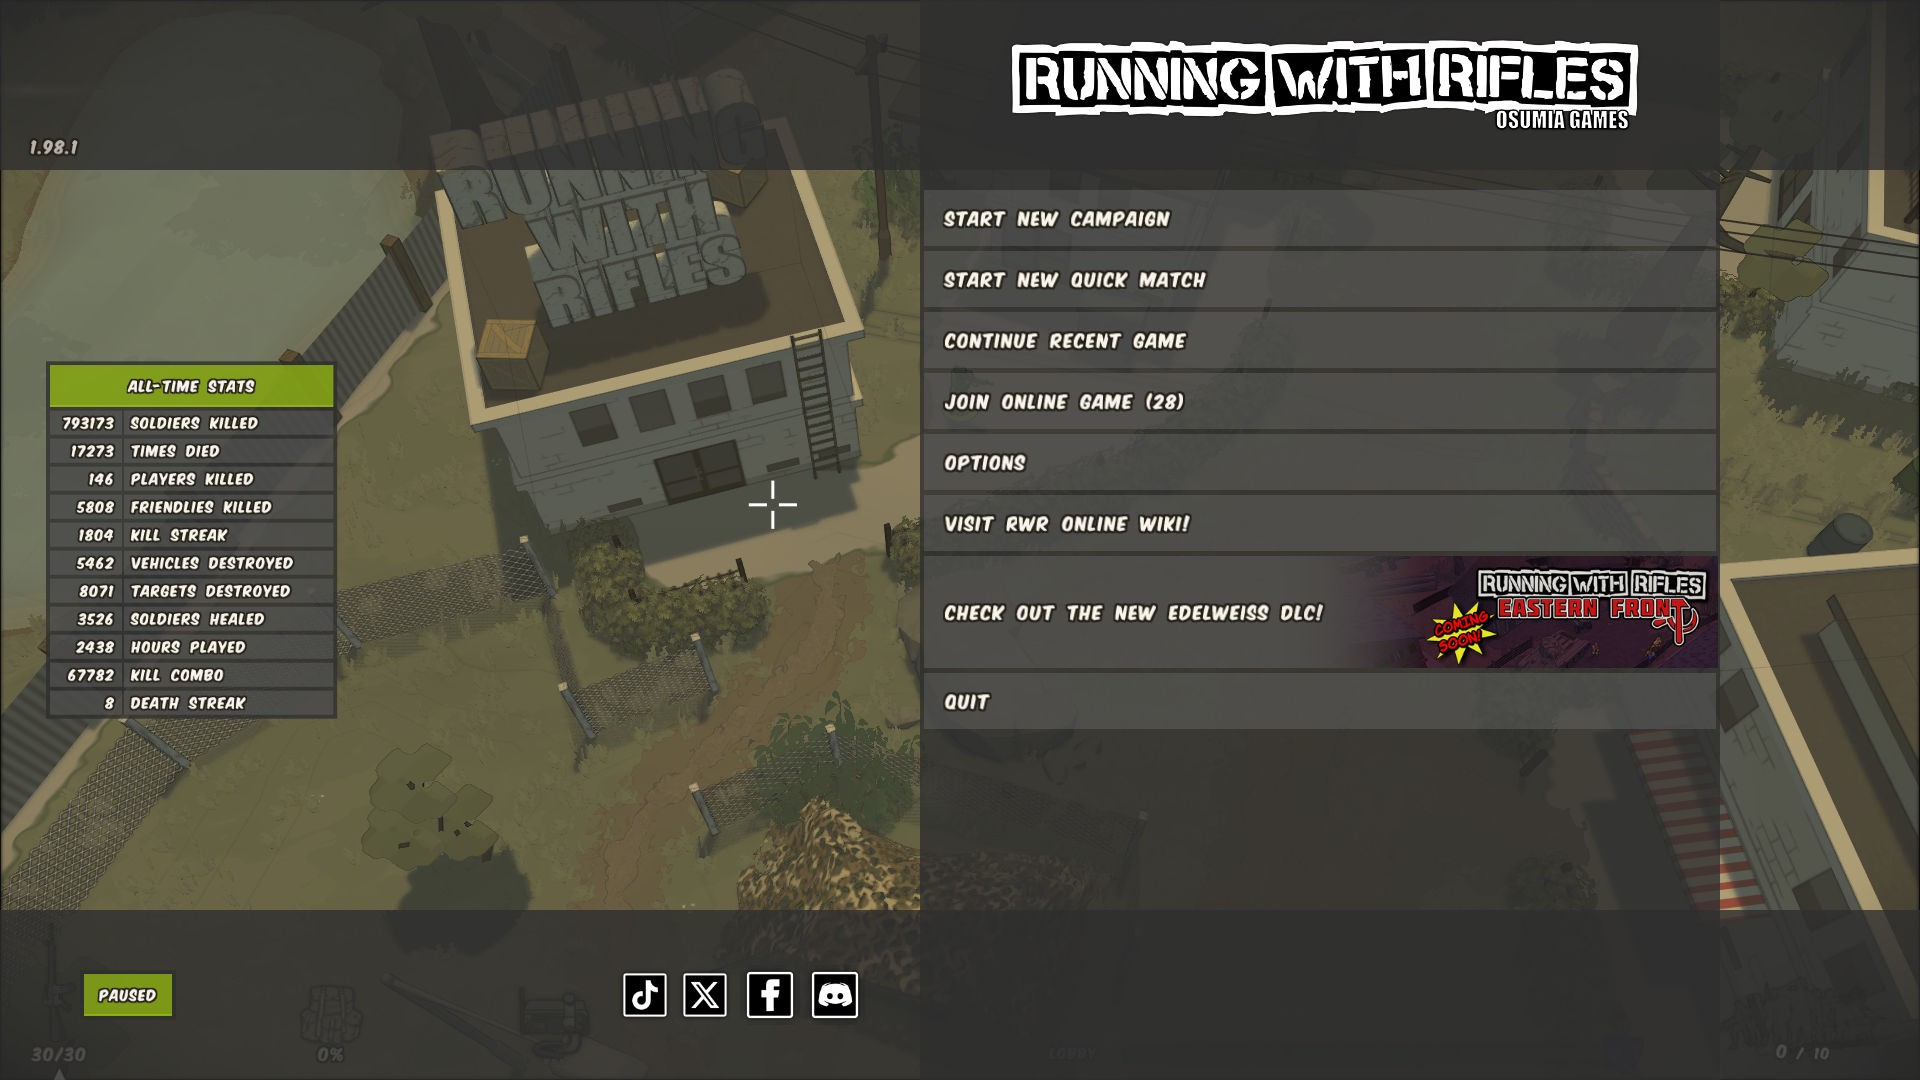 RUNNING WITH RIFLES
OSUMIA GAMES
1.98.1
RUNNING
WITH
RIFLES
START NEW CAMPAIGN
START NEW QUICK MATCH
CONTINUE RECENT GAME
JOIN ONLINE GAME (28)
OPTIONS
VISIT RWR ONLINE WIKI!
CHECK OUT THE NEW EDELWEISS DLC!
RUNNING WITH RIFLES
EASTERN FRONT
COMING
SOON!
QUIT
ALL-TIME STATS
793173 SOLDIERS KILLED
17273 TIMES DIED
146 PLAYERS KILLED
5808 FRIENDLIES KILLED
1804 KILL STREAK
5462 VEHICLES DESTROYED
8071 TARGETS DESTROYED
3526 SOLDIERS HEALED
2438 HOURS PLAYED
67782 KILL COMBO
8 DEATH STREAK
PAUSED
30/30
0%
LOBBY
0 / 10